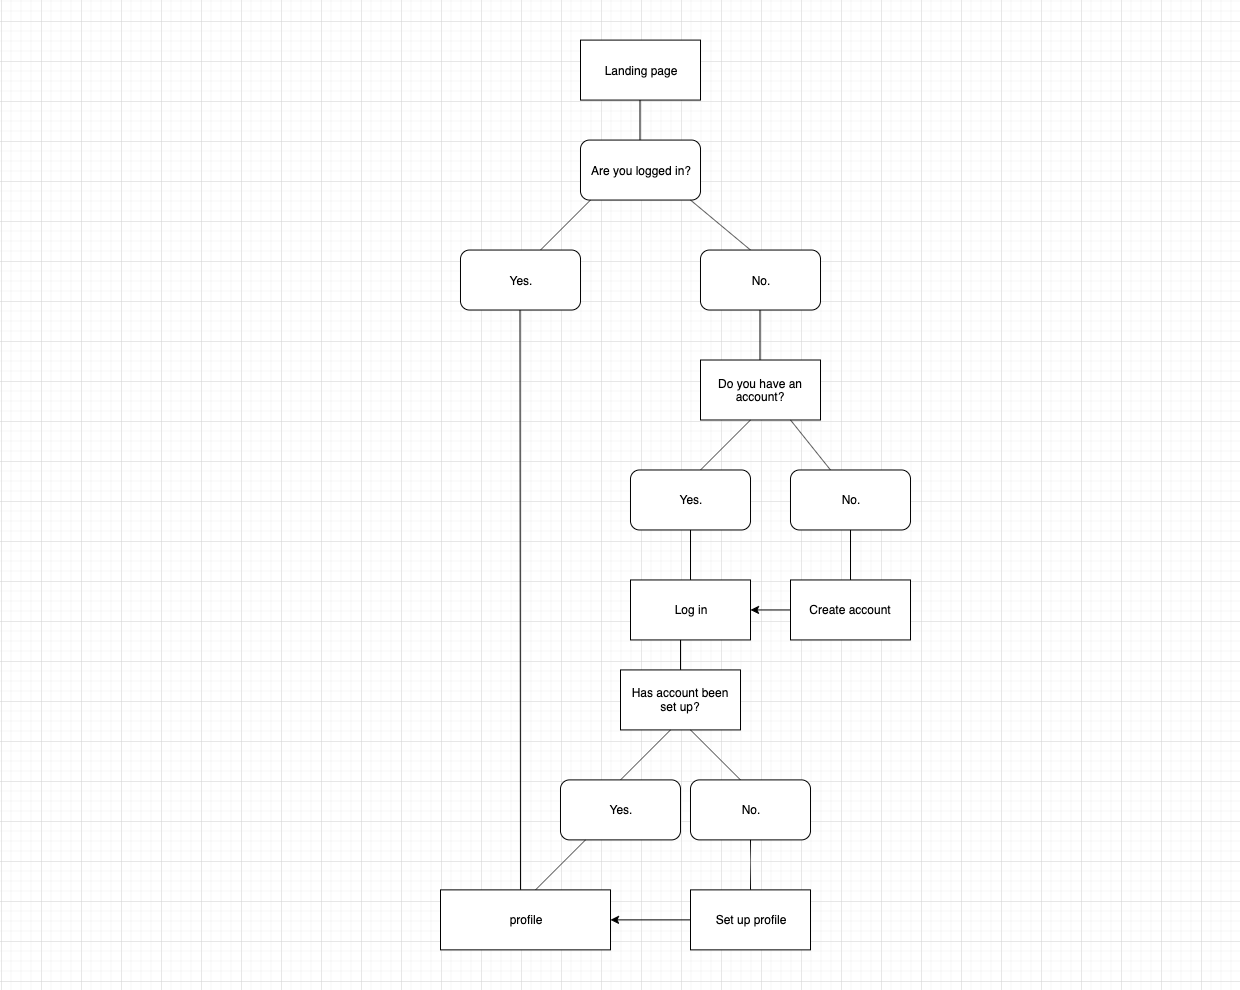 Landing page
Are you logged in?
Yes.
No.
Do you have an
account?
Yes.
No.
Log in
Create account
Has account been
set up?
Yes.
No.
profile
Set up profile